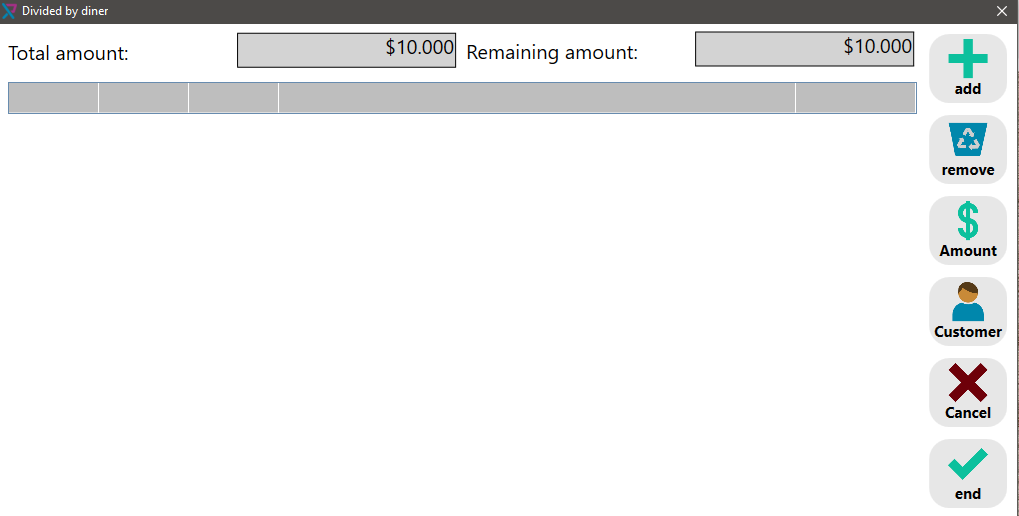 Divided by diner
Total amount: $10.000 Remaining amount: $10.000
add
remove
Amount
Customer
Cancel
end